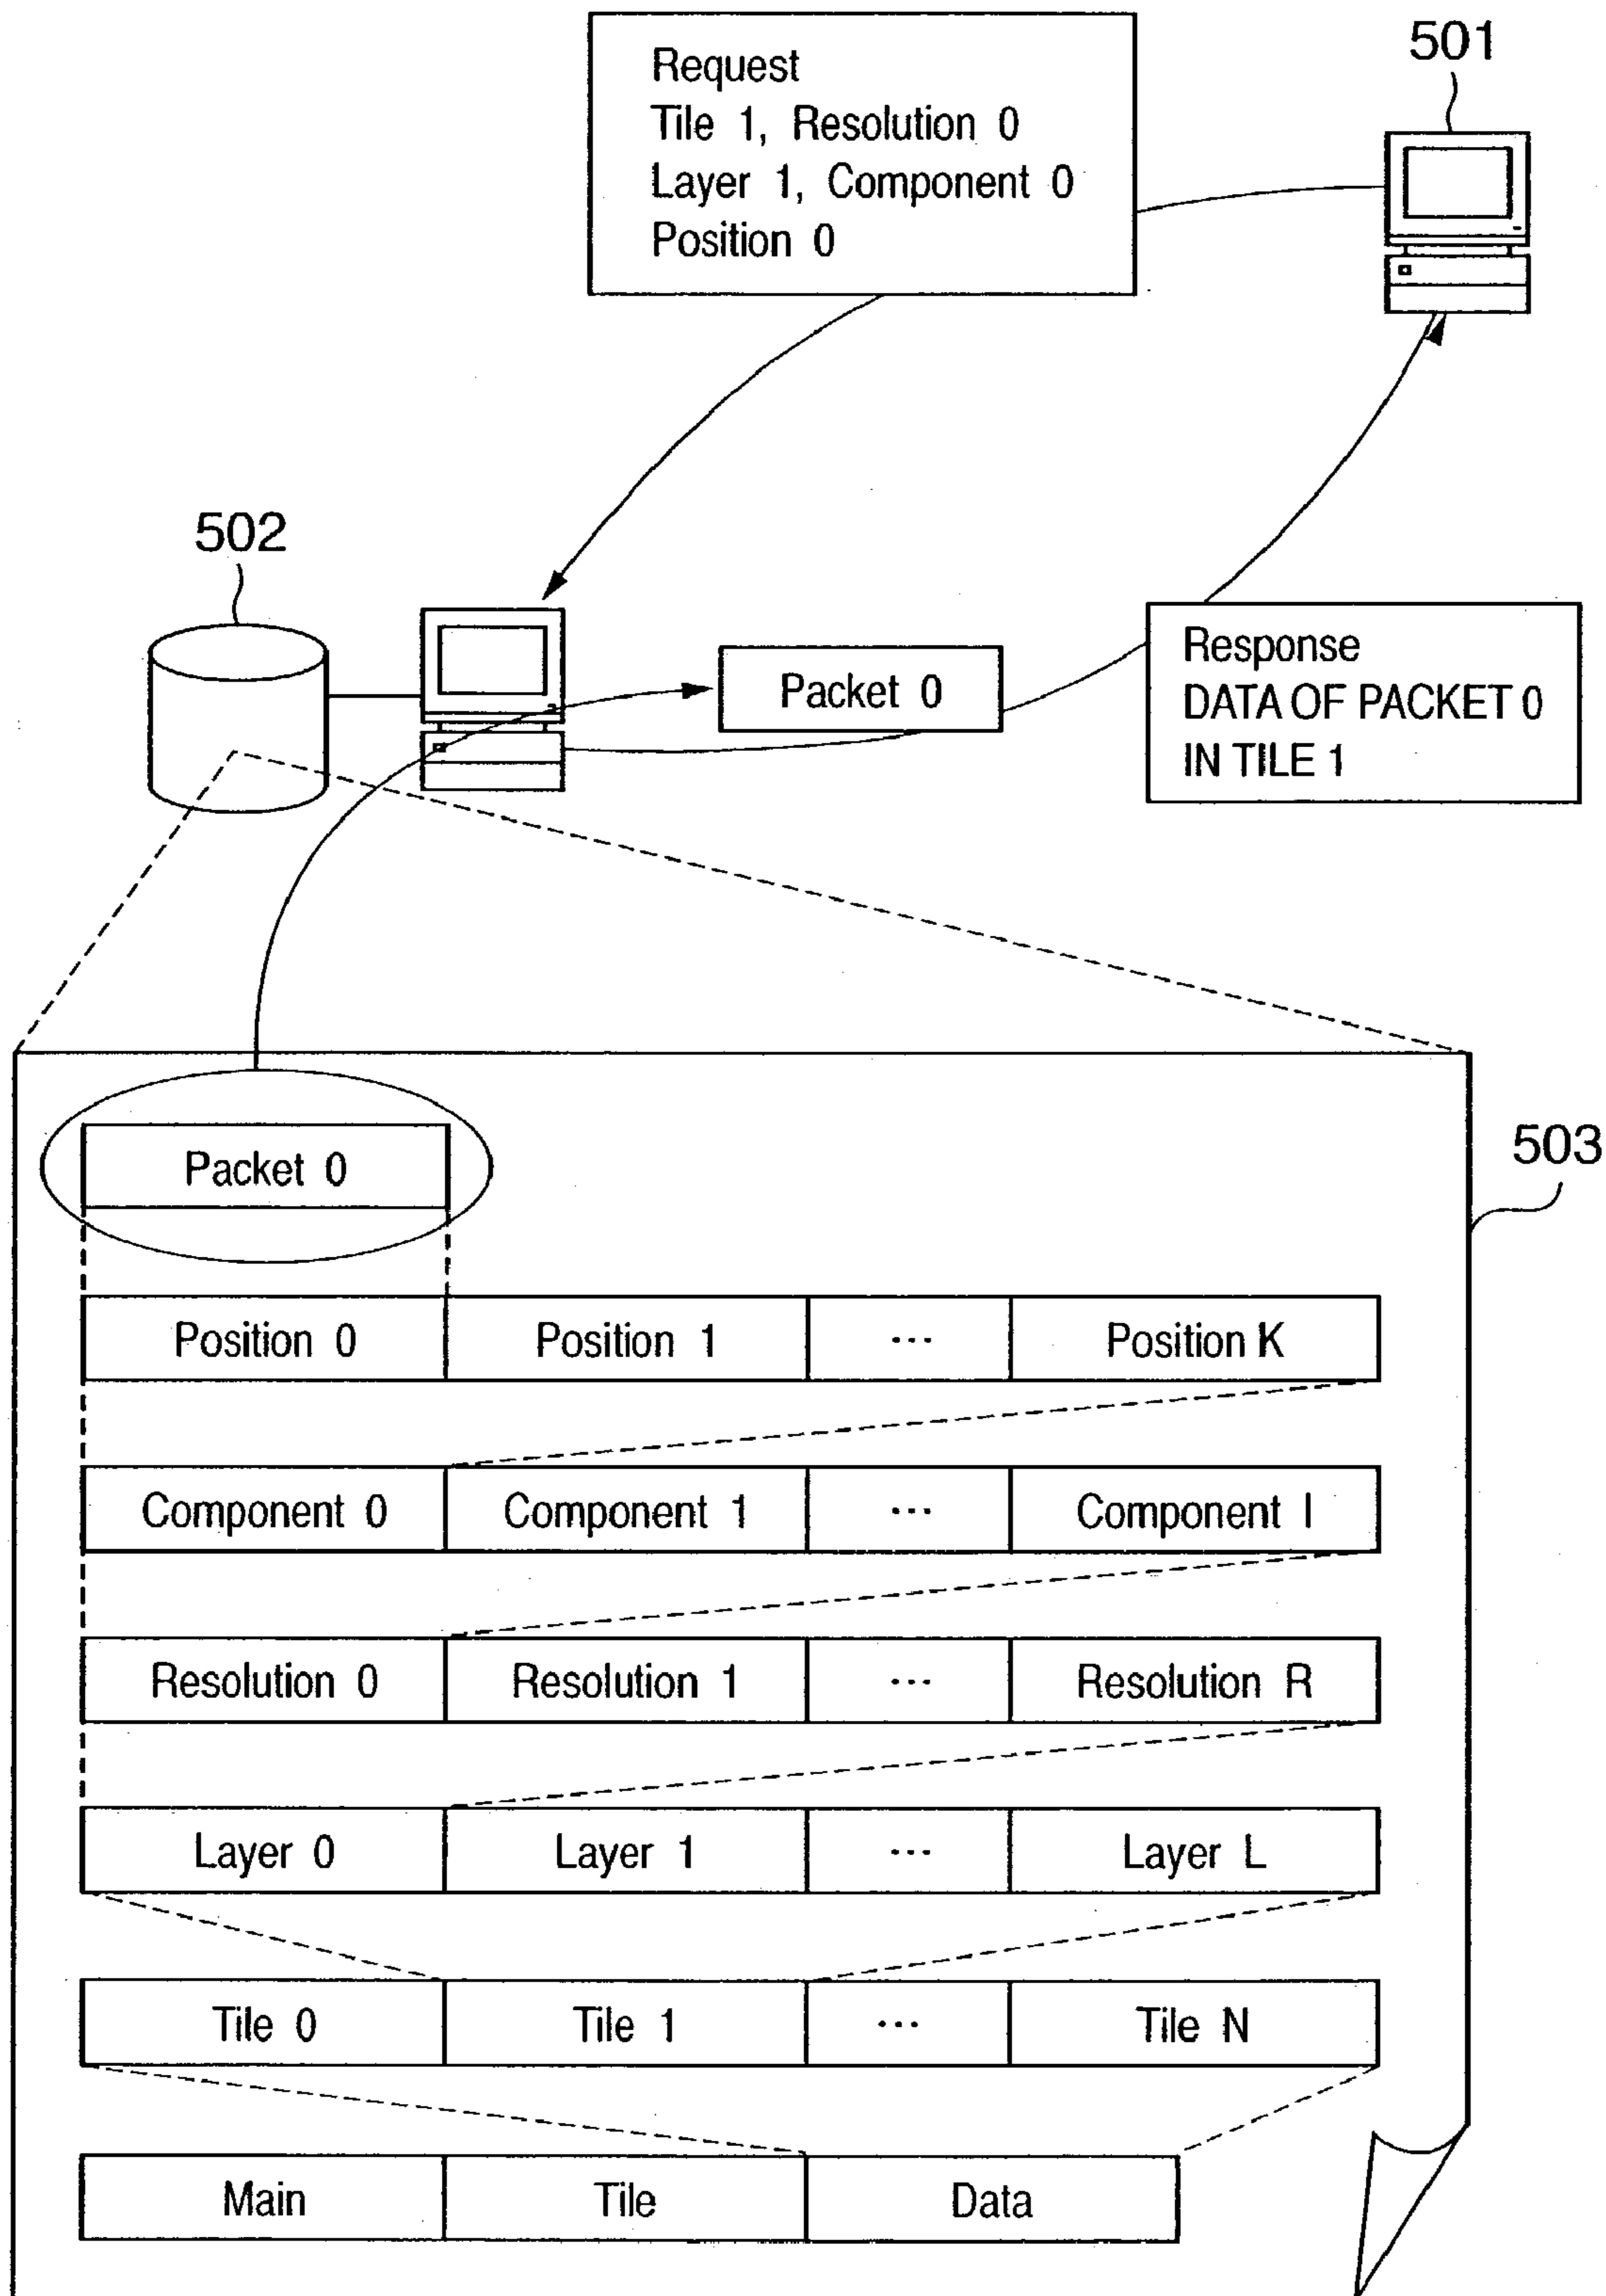 501
Request
Tile 1, Resolution 0
Layer 1, Component 0
Position 0
502
Packet 0
Response
DATA OF PACKET 0
IN TILE 1
503
Packet 0
Position 0 Position 1 ... Position K
Component 0 Component 1 ... Component I
Resolution 0 Resolution 1 ... Resolution R
Layer 0 Layer 1 ... Layer L
Tile 0 Tile 1 ... Tile N
Main Tile Data